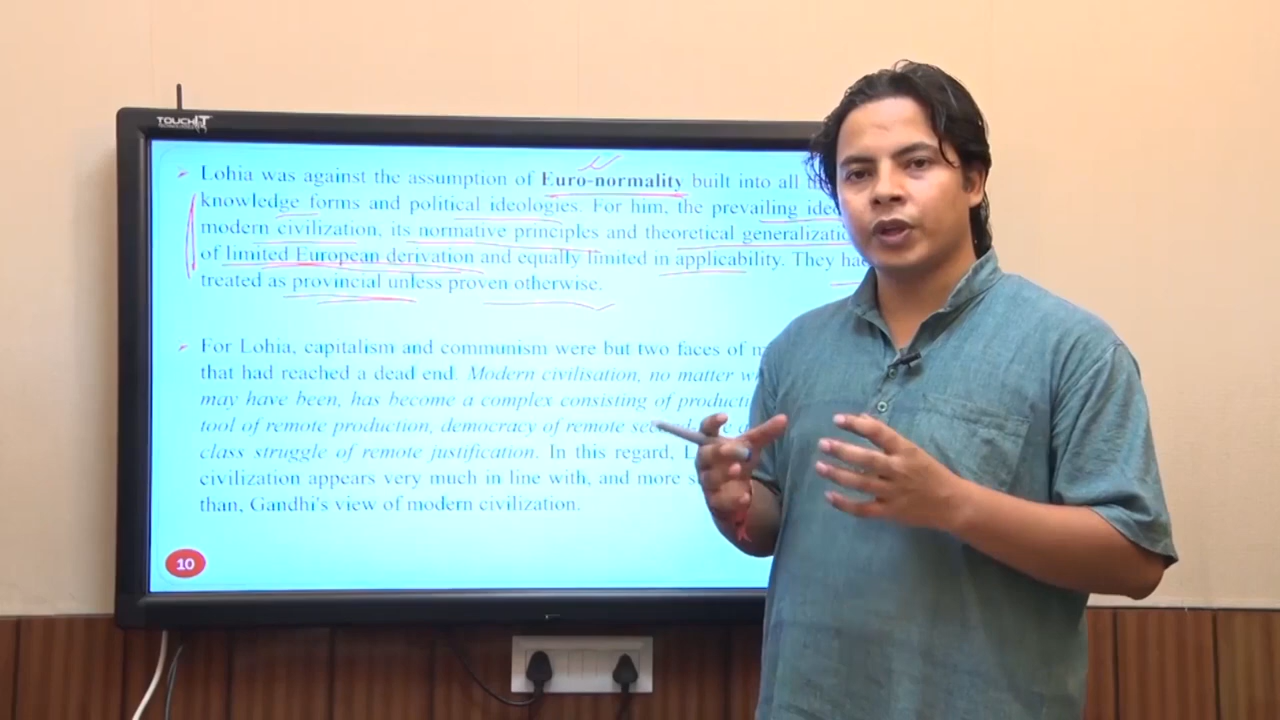 TOUCHIT
Lohia was against the assumption of Euro-normality built into all
knowledge forms and political ideologies. For him, the prevailing
modern civilization, its normative principles and theoretical
of limited European derivation and equally limited in applicability. They
treated as provincial unless proven otherwise.
For Lohia, capitalism and communism were but two faces of
that had reached a dead end. Modern civilisation, no matter
may have been, has become a complex consisting of
tool of remote production, democracy of remote
class struggle of remote justification. In this regard,
civilization appears very much in line with, and more
than, Gandhi's view of modern civilization.
10